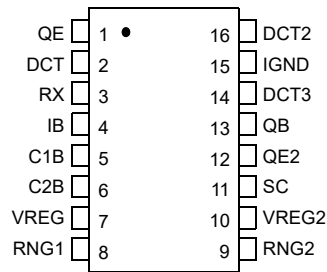 QE 1 16 DCT2
DCT 2 15 IGND
RX 3 14 DCT3
IB 4 13 QB
C1B 5 12 QE2
C2B 6 11 SC
VREG 7 10 VREG2
RNG1 8 9 RNG2